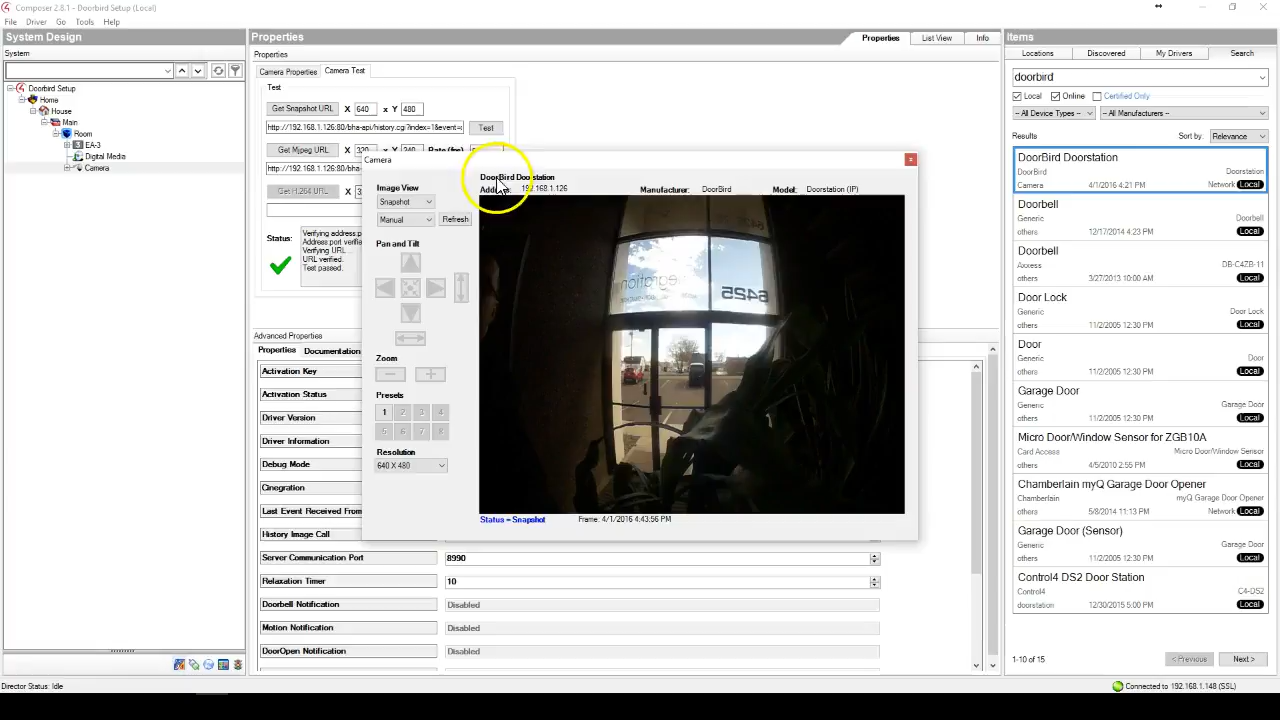 Composer 2.8.1 - Doorbird Setup (Local)
File Driver Go Tools Help
System Design
System
Doorbird Setup
Home
House
Main
Room
EA-3
Digital Media
Camera
Properties
Properties List View Info
Properties
Camera Properties Camera Test
Test
Get Snapshot URL X 640 x Y 480
http://192.168.1.126:80/bha-api/history.cgi?index=1&event=
Test
Get Mjpeg URL X 320 x Y 240 Rate (fps)
http://192.168.1.126:80/bha
Get H.264 URL X 3
Status:
Verifying address
Address:port verifie
Verifying URL...
URL verified.
Test passed.
Camera
DoorBird Doorstation
Address: 192.168.1.126 Manufacturer: DoorBird Model: Doorstation (IP)
Image View
Snapshot
Manual Refresh
Pan and Tilt
Zoom
Presets
1 2 3 4
5 6 7 8
Resolution
640 X 480
6425
Status = Snapshot Frame: 4/1/2016 4:43:56 PM
Advanced Properties
Properties Documentation
Activation Key
Activation Status
Driver Version
Driver Information
Debug Mode
Cinegration
Last Event Received From
History Image Call
Server Communication Port 8990
Relaxation Timer 10
Doorbell Notification Disabled
Motion Notification Disabled
DoorOpen Notification Disabled
Items
Locations Discovered My Drivers Search
doorbird
Local Online Certified Only
-- All Device Types -- -- All Manufacturers --
Results Sort by: Relevance
DoorBird Doorstation
DoorBird Doorstation
Camera 4/1/2016 4:21 PM Network Local
Doorbell
Generic Doorbell
others 12/17/2014 4:23 PM Local
Doorbell
Axxess DB-C4ZB-11
others 3/27/2013 10:00 AM Local
Door Lock
Generic Door Lock
others 11/2/2005 12:30 PM Local
Door
Generic Door
others 11/2/2005 12:30 PM Local
Garage Door
Generic Garage Door
others 11/2/2005 12:30 PM Local
Micro Door/Window Sensor for ZGB10A
Card Access Micro Door/Window Sensor
others 4/5/2010 2:55 PM Local
Chamberlain myQ Garage Door Opener
Chamberlain myQ Garage Door Opener
others 5/8/2014 11:13 PM Network Local
Garage Door (Sensor)
Generic Garage Door
others 11/2/2005 12:30 PM Local
Control4 DS2 Door Station
Control4 C4-DS2
doorstation 12/30/2015 5:00 PM Local
1-10 of 15 < Previous Next >
Director Status: Idle
Connected to 192.168.1.148 (SSL)